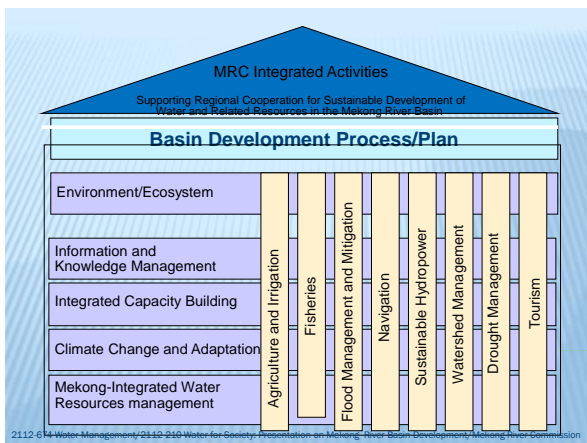 MRC Integrated Activities
Supporting Regional Cooperation for Sustainable Development of
Water and Related Resources in the Mekong River Basin
Basin Development Process/Plan
Environment/Ecosystem
Information and
Knowledge Management
Integrated Capacity Building
Climate Change and Adaptation
Mekong-Integrated Water
Resources management
Agriculture and Irrigation
Fisheries
Flood Management and Mitigation
Navigation
Sustainable Hydropower
Watershed Management
Drought Management
Tourism
2112-674 Water Management/2112-210 Water for Society: Presentation on Mekong River Basin Development/Mekong River Commission